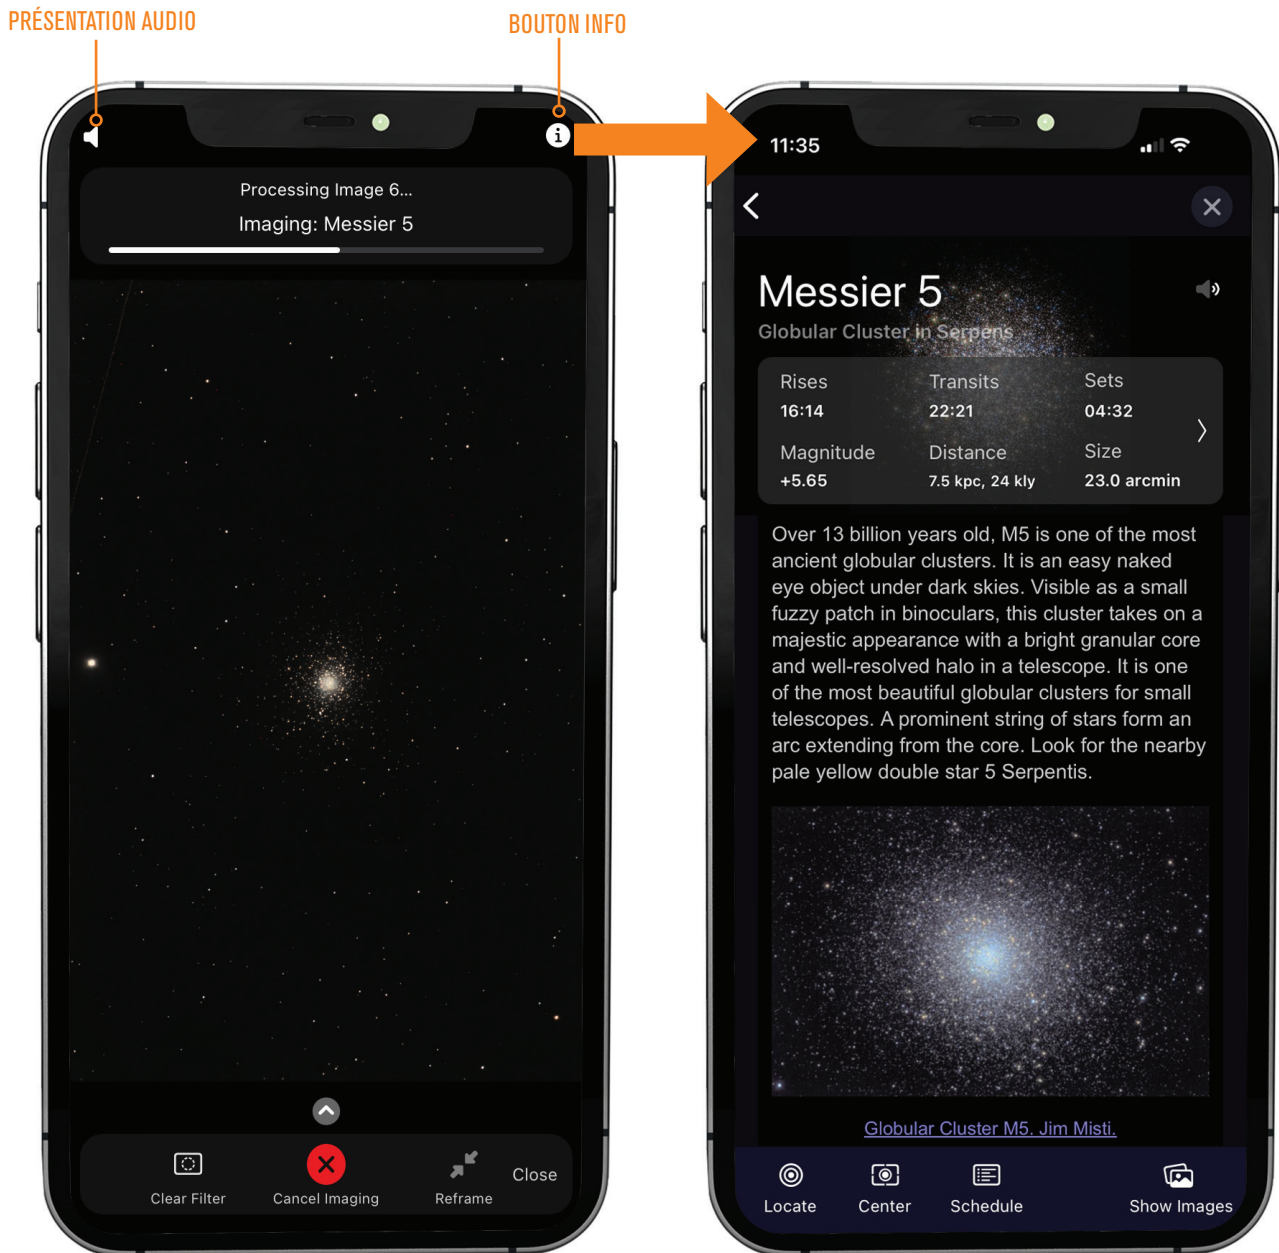 PRÉSENTATION AUDIO
BOUTON INFO
Processing Image 6...
Imaging: Messier 5
Clear Filter
Cancel Imaging
Reframe
Close
11:35
Messier 5
Globular Cluster in Serpens
Rises Transits Sets
16:14 22:21 04:32
Magnitude Distance Size
+5.65 7.5 kpc, 24 kly 23.0 arcmin
Over 13 billion years old, M5 is one of the most
ancient globular clusters. It is an easy naked
eye object under dark skies. Visible as a small
fuzzy patch in binoculars, this cluster takes on a
majestic appearance with a bright granular core
and well-resolved halo in a telescope. It is one
of the most beautiful globular clusters for small
telescopes. A prominent string of stars form an
arc extending from the core. Look for the nearby
pale yellow double star 5 Serpentis.
Globular Cluster M5. Jim Misti.
Locate
Center
Schedule
Show Images